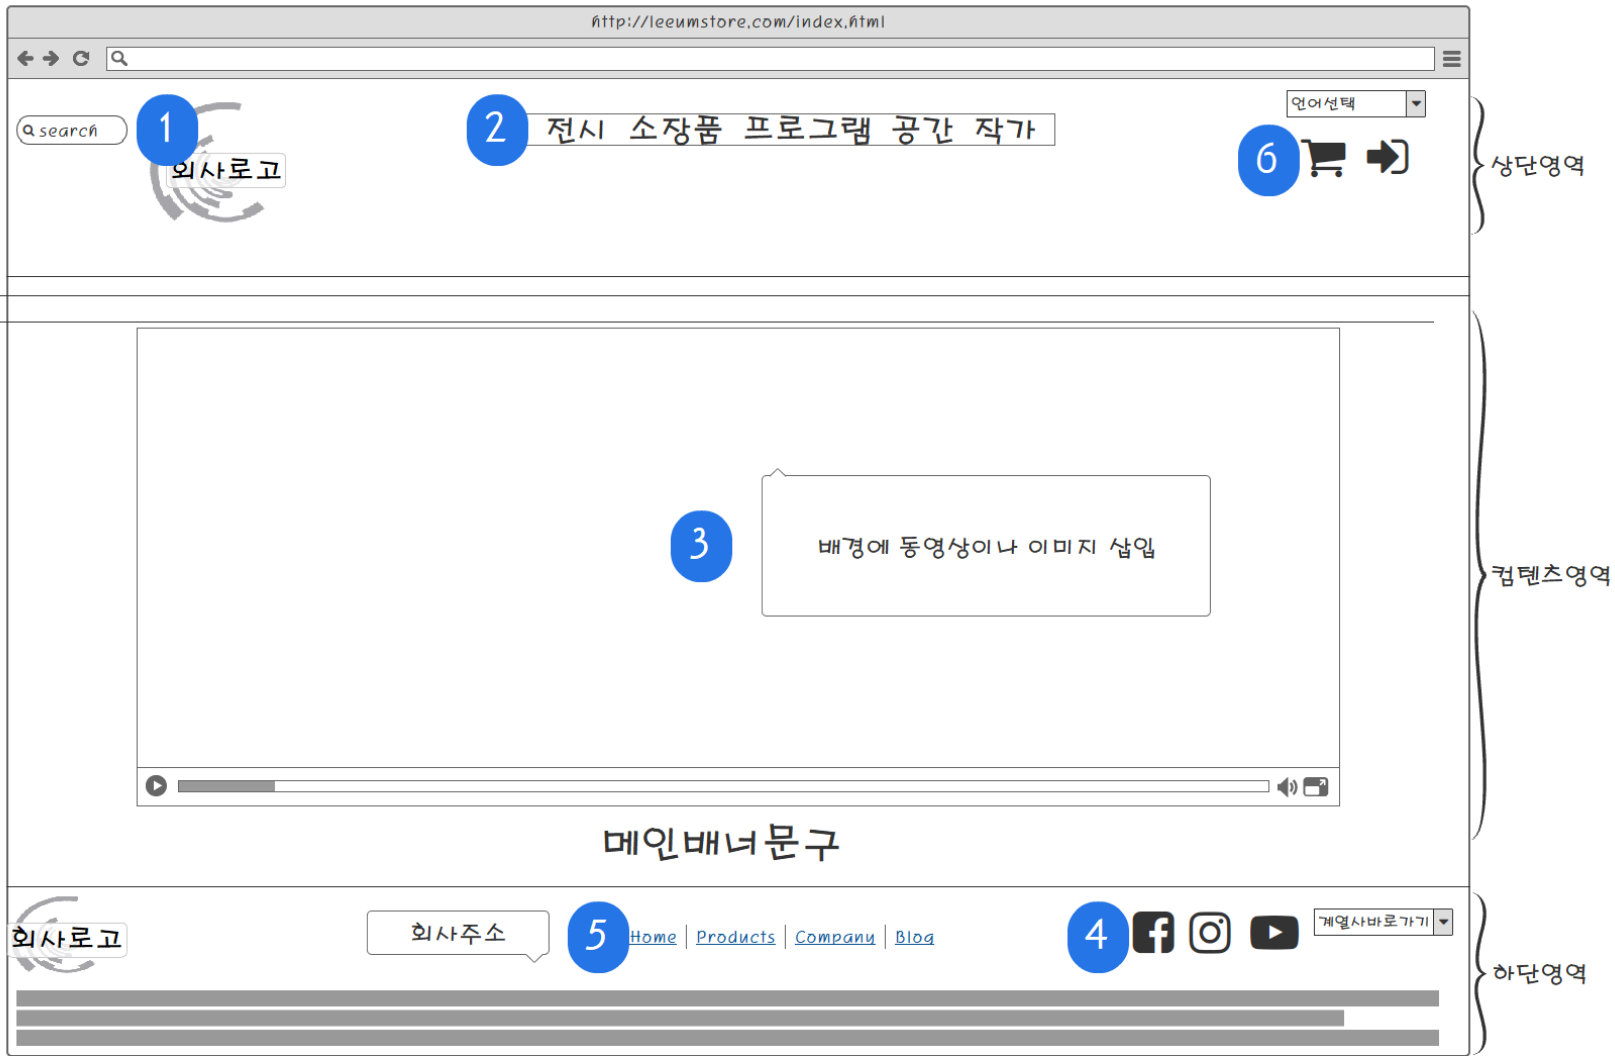 http://leeumstore.com/index.html
search
1
회사로고
2
전시 소장품 프로그램 공간 작가
언어선택
6
상단영역
3
배경에 동영상이나 이미지 삽입
컴텐츠영역
메인배너문구
회사로고
회사주소
5
Home | Products | Company | Blog
4
계열사바로가기
하단영역